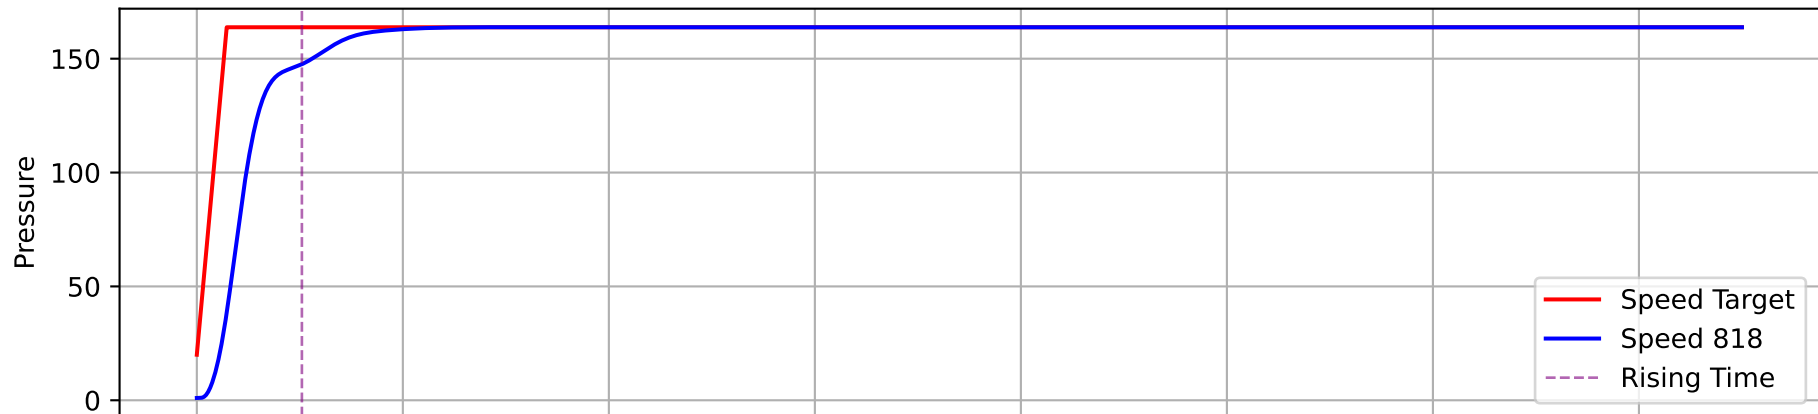 150
100
50
0
Pressure
Speed Target
Speed 818
Rising Time